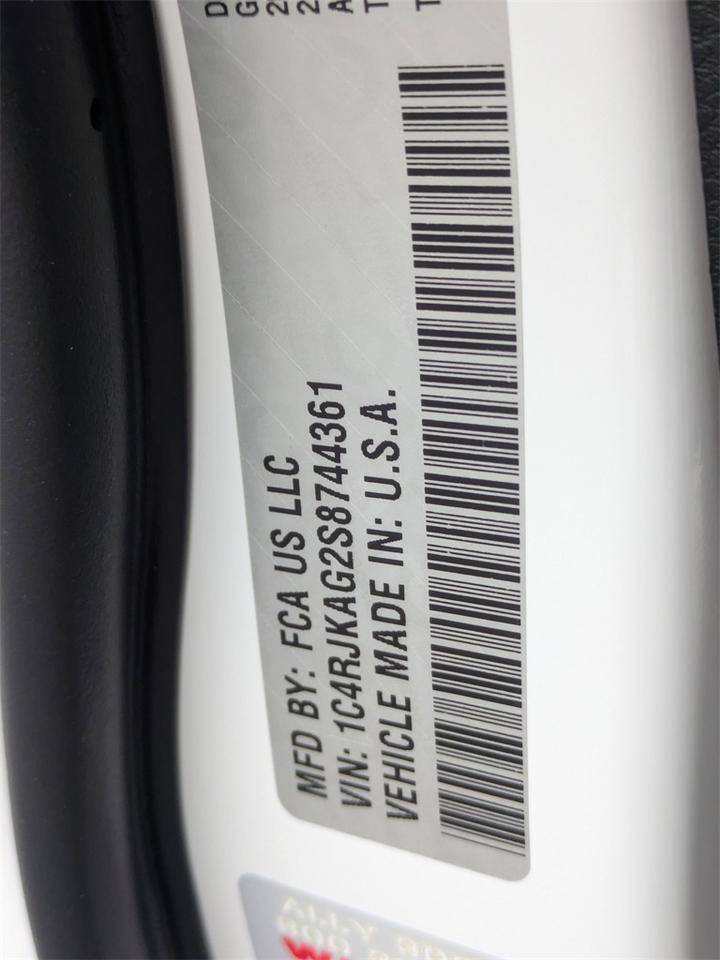 MFD BY: FCA US LLC
VIN: 1C4RJKAG2S8744361
VEHICLE MADE IN: U.S.A.